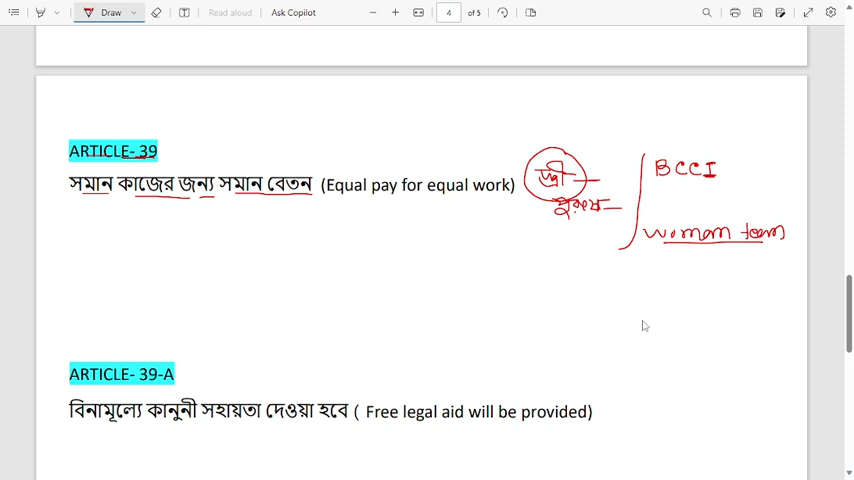 Draw
Read aloud
Ask Copilot
4 of 5
ARTICLE- 39
সমান কাজের জন্য সমান বেতন (Equal pay for equal work)
স্ত্রী
পুরুষ
BCCI
woman team
ARTICLE- 39-A
বিনামূল্যে কানুনী সহায়তা দেওয়া হবে ( Free legal aid will be provided)